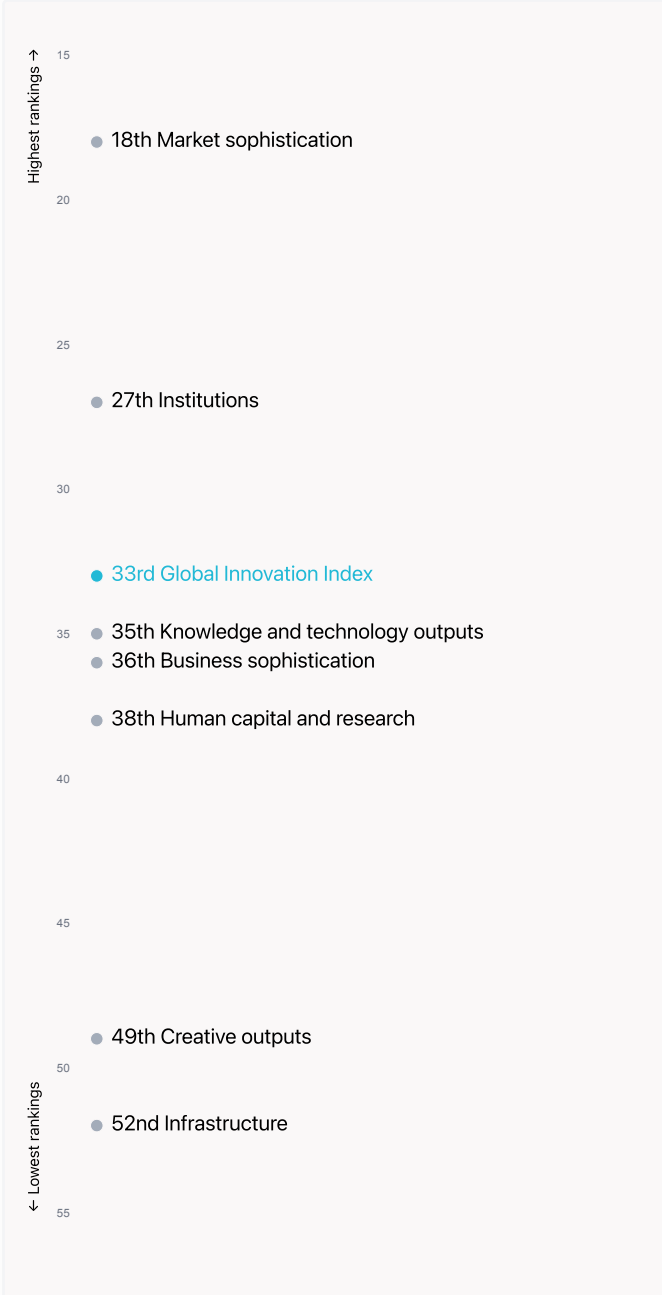 Highest rankings →
15
18th Market sophistication
20
25
27th Institutions
30
33rd Global Innovation Index
35
35th Knowledge and technology outputs
36th Business sophistication
38th Human capital and research
40
45
49th Creative outputs
50
← Lowest rankings
52nd Infrastructure
55